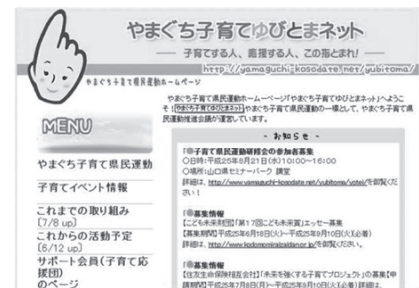 やまぐち子育てゆびとまネット
── 子育てする人、応援する人、この指とまれ! ──
http://yamaguchi-kosodate.net/yubitoma/
やまぐち子育て県民運動ホームページ
やまぐち子育て県民運動ホームページ「やまぐち子育てゆびとまネット」へようこ
そ!「やまぐち子育てゆびとまネット」やまぐち子育て県民運動の一環として、やまぐち子育て県
民運動推進会議が運営しています。
MENU
やまぐち子育て県民運動
子育てイベント情報
これまでの取り組み
(7/8 up)
これからの活動予定
(6/12 up)
サポート会員(子育て応
援団)
のページ
- お知らせ -
「●子育て県民運動研修会の参加者募集
〇日時:平成25年8月21日(水)10:00~16:00
〇場所:山口県セミナーパーク 講堂
詳細は、http://www.yamaguchi-kosodate.net/yubitoma/yotei/を御覧くだ
さい!
「●募集情報
【こども未来財団】「第17回こども未来賞」エッセー募集
【募集期間】平成25年6月18日(火)~平成25年9月10日(火)(必着)
詳細は、http://www.kodomomiraizaidan.or.jp/を御覧ください。
「●募集情報
【住友生命保険相互会社】「未来を強くする子育てプロジェクト」の募集【申
請期間】平成25年7月8日(月)~平成25年9月10日(火)(必着)詳細は、